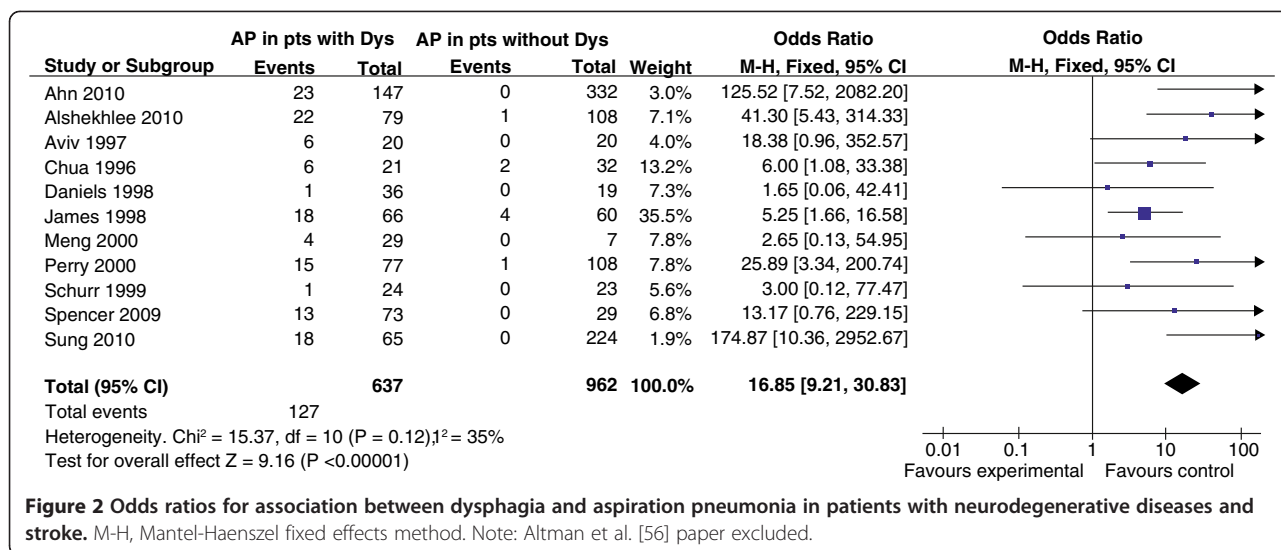 AP in pts with Dys AP in pts without Dys Odds Ratio Odds Ratio
Study or Subgroup Events Total Events Total Weight M-H, Fixed, 95% CI M-H, Fixed, 95% CI
Ahn 2010 23 147 0 332 3.0% 125.52 [7.52, 2082.20]
Alshekhlee 2010 22 79 1 108 7.1% 41.30 [5.43, 314.33]
Aviv 1997 6 20 0 20 4.0% 18.38 [0.96, 352.57]
Chua 1996 6 21 2 32 13.2% 6.00 [1.08, 33.38]
Daniels 1998 1 36 0 19 7.3% 1.65 [0.06, 42.41]
James 1998 18 66 4 60 35.5% 5.25 [1.66, 16.58]
Meng 2000 4 29 0 7 7.8% 2.65 [0.13, 54.95]
Perry 2000 15 77 1 108 7.8% 25.89 [3.34, 200.74]
Schurr 1999 1 24 0 23 5.6% 3.00 [0.12, 77.47]
Spencer 2009 13 73 0 29 6.8% 13.17 [0.76, 229.15]
Sung 2010 18 65 0 224 1.9% 174.87 [10.36, 2952.67]
Total (95% CI) 637 962 100.0% 16.85 [9.21, 30.83]
Total events 127
Heterogeneity. Chi² = 15.37, df = 10 (P = 0.12); I² = 35%
Test for overall effect Z = 9.16 (P <0.00001)
0.01 0.1 1 10 100
Favours experimental Favours control
Figure 2 Odds ratios for association between dysphagia and aspiration pneumonia in patients with neurodegenerative diseases and
stroke. M-H, Mantel-Haenszel fixed effects method. Note: Altman et al. [56] paper excluded.